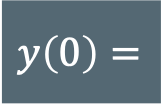 y(0) =